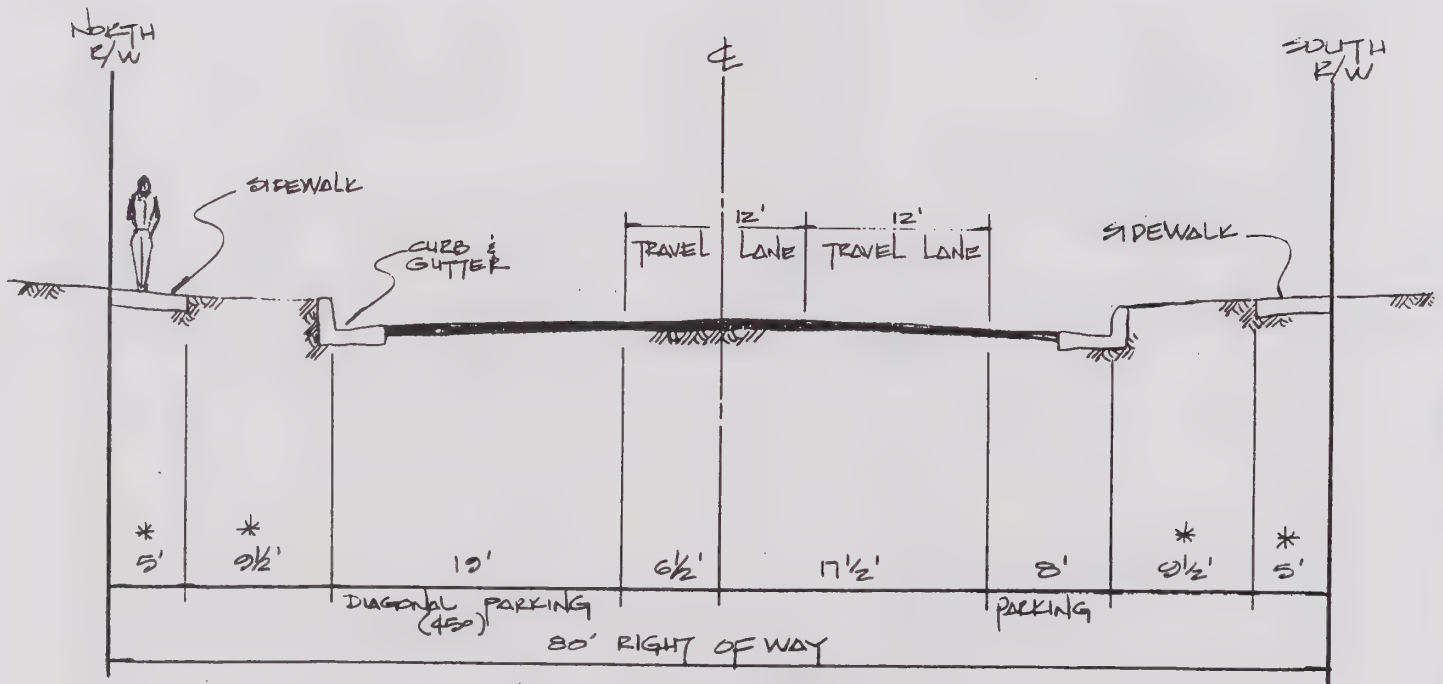 NORTH
R/W
℄
SOUTH
R/W
SIDEWALK
CURB &
GUTTER
12'
TRAVEL LANE
12'
TRAVEL LANE
SIDEWALK
* * * *
5' 9½' 19' 6½' 17½' 8' 9½' 5'
DIAGONAL PARKING
(45°)
PARKING
80' RIGHT OF WAY